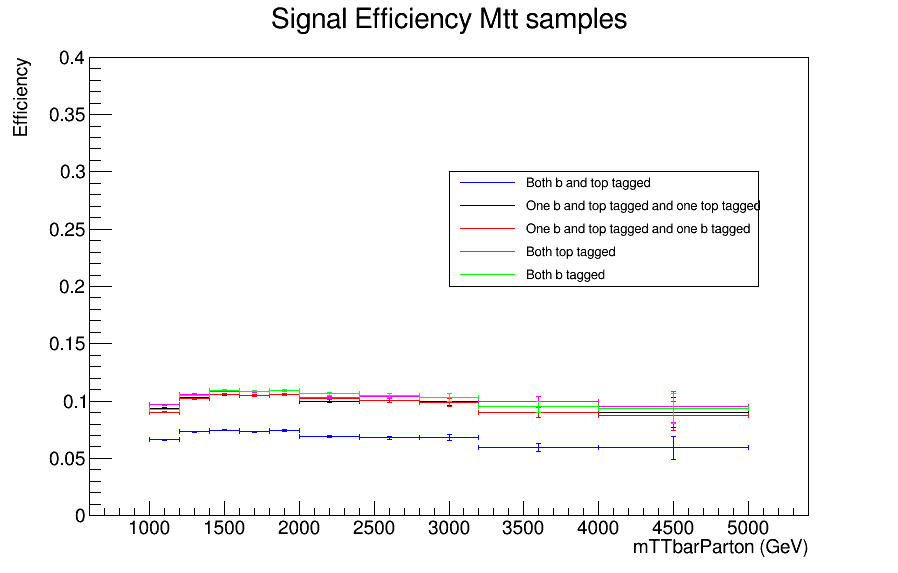 Signal Efficiency Mtt samples
Efficiency
0.4
0.35
0.3
0.25
0.2
0.15
0.1
0.05
0
Both b and top tagged
One b and top tagged and one top tagged
One b and top tagged and one b tagged
Both top tagged
Both b tagged
1000 1500 2000 2500 3000 3500 4000 4500 5000
mTTbarParton (GeV)